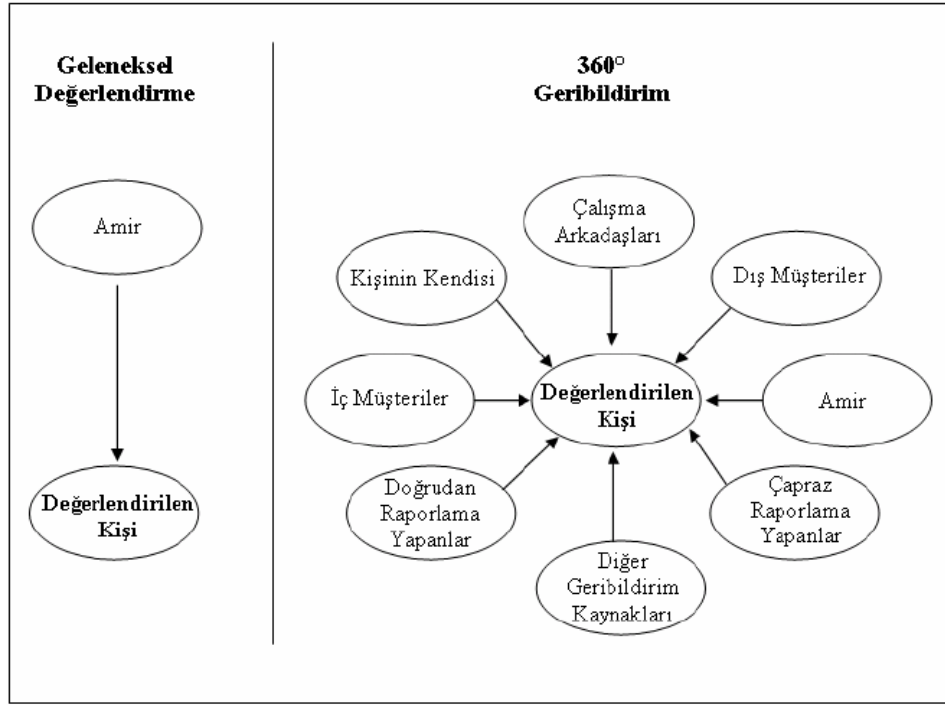 Geleneksel
Değerlendirme
Amir
Değerlendirilen
Kişi
360°
Geribildirim
Çalışma
Arkadaşları
Kişinin Kendisi
Dış Müşteriler
İç Müşteriler
Değerlendirilen
Kişi
Amir
Doğrudan
Raporlama
Yapanlar
Çapraz
Raporlama
Yapanlar
Diğer
Geribildirim
Kaynakları